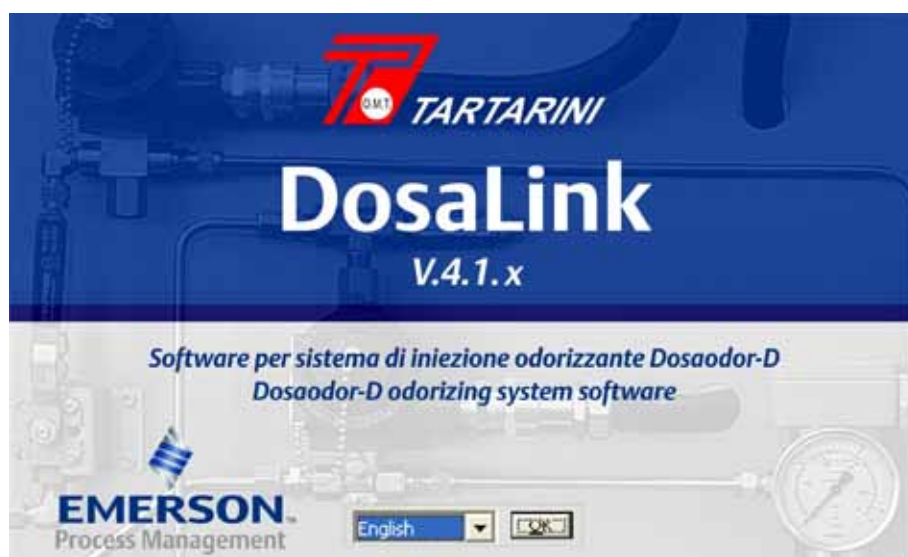 O.M.T.
TARTARINI
DosaLink
V.4.1.x
Software per sistema di iniezione odorizzante Dosaodor-D
Dosaodor-D odorizing system software
EMERSON
Process Management
English
OK